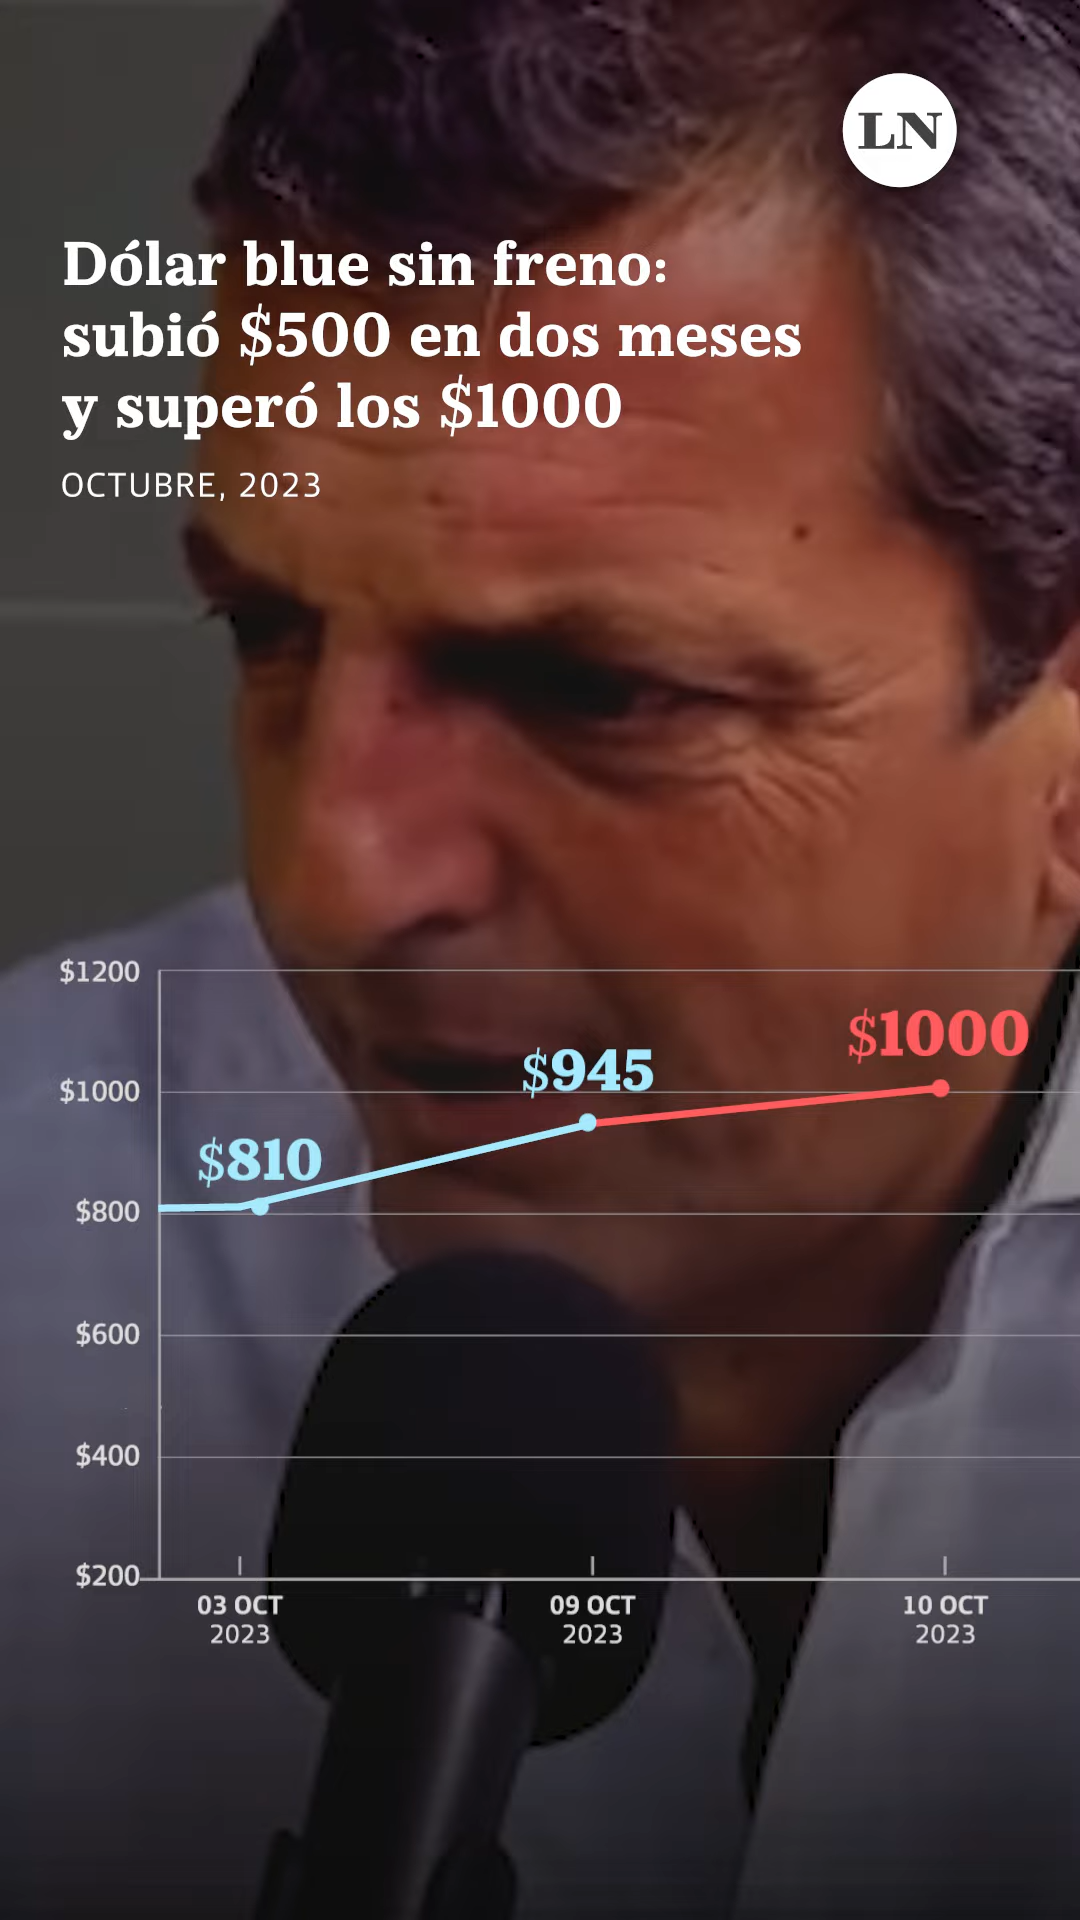 LN
Dólar blue sin freno:
subió $500 en dos meses
y superó los $1000
OCTUBRE, 2023
$1200
$1000
$945
$1000
$810
$800
$600
$400
$200
03 OCT
2023
09 OCT
2023
10 OCT
2023